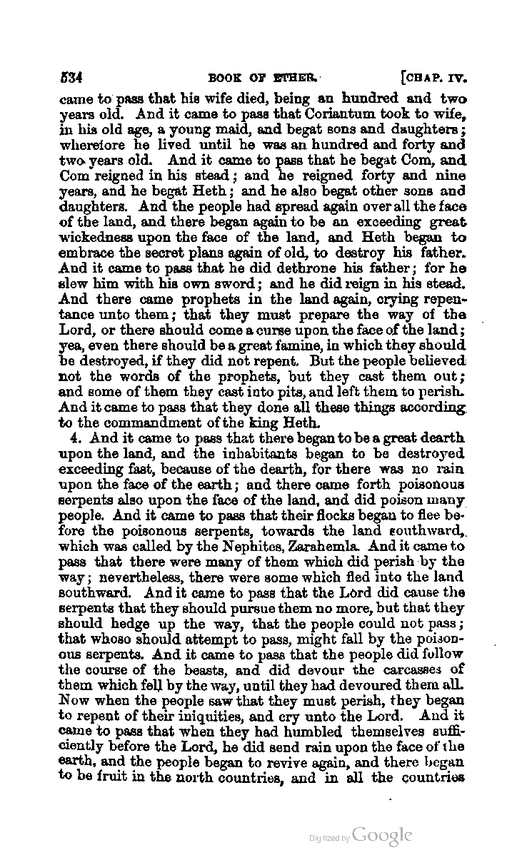 534 BOOK OF ETHER. [CHAP. IV.
came to pass that his wife died, being an hundred and two
years old. And it came to pass that Coriantum took to wife,
in his old age, a young maid, and begat sons and daughters;
wherefore he lived until he was an hundred and forty and
two years old. And it came to pass that he begat Com, and
Com reigned in his stead; and he reigned forty and nine
years, and he begat Heth; and he also begat other sons and
daughters. And the people had spread again over all the face
of the land, and there began again to be an exceeding great
wickedness upon the face of the land, and Heth began to
embrace the secret plans again of old, to destroy his father.
And it came to pass that he did dethrone his father; for he
slew him with his own sword; and he did reign in his stead.
And there came prophets in the land again, crying repen-
tance unto them; that they must prepare the way of the
Lord, or there should come a curse upon the face of the land;
yea, even there should be a great famine, in which they should
be destroyed, if they did not repent. But the people believed
not the words of the prophets, but they cast them out;
and some of them they cast into pits, and left them to perish.
And it came to pass that they done all these things according
to the commandment of the king Heth.
4. And it came to pass that there began to be a great dearth
upon the land, and the inhabitants began to be destroyed
exceeding fast, because of the dearth, for there was no rain
upon the face of the earth; and there came forth poisonous
serpents also upon the face of the land, and did poison many
people. And it came to pass that their flocks began to flee be-
fore the poisonous serpents, towards the land southward,
which was called by the Nephites, Zarahemla. And it came to
pass that there were many of them which did perish by the
way; nevertheless, there were some which fled into the land
southward. And it came to pass that the Lord did cause the
serpents that they should pursue them no more, but that they
should hedge up the way, that the people could not pass;
that whoso should attempt to pass, might fall by the poison-
ous serpents. And it came to pass that the people did follow
the course of the beasts, and did devour the carcasses of
them which fell by the way, until they had devoured them all.
Now when the people saw that they must perish, they began
to repent of their iniquities, and cry unto the Lord. And it
came to pass that when they had humbled themselves suffi-
ciently before the Lord, he did send rain upon the face of the
earth, and the people began to revive again, and there began
to be fruit in the north countries, and in all the countries
Digitized by Google